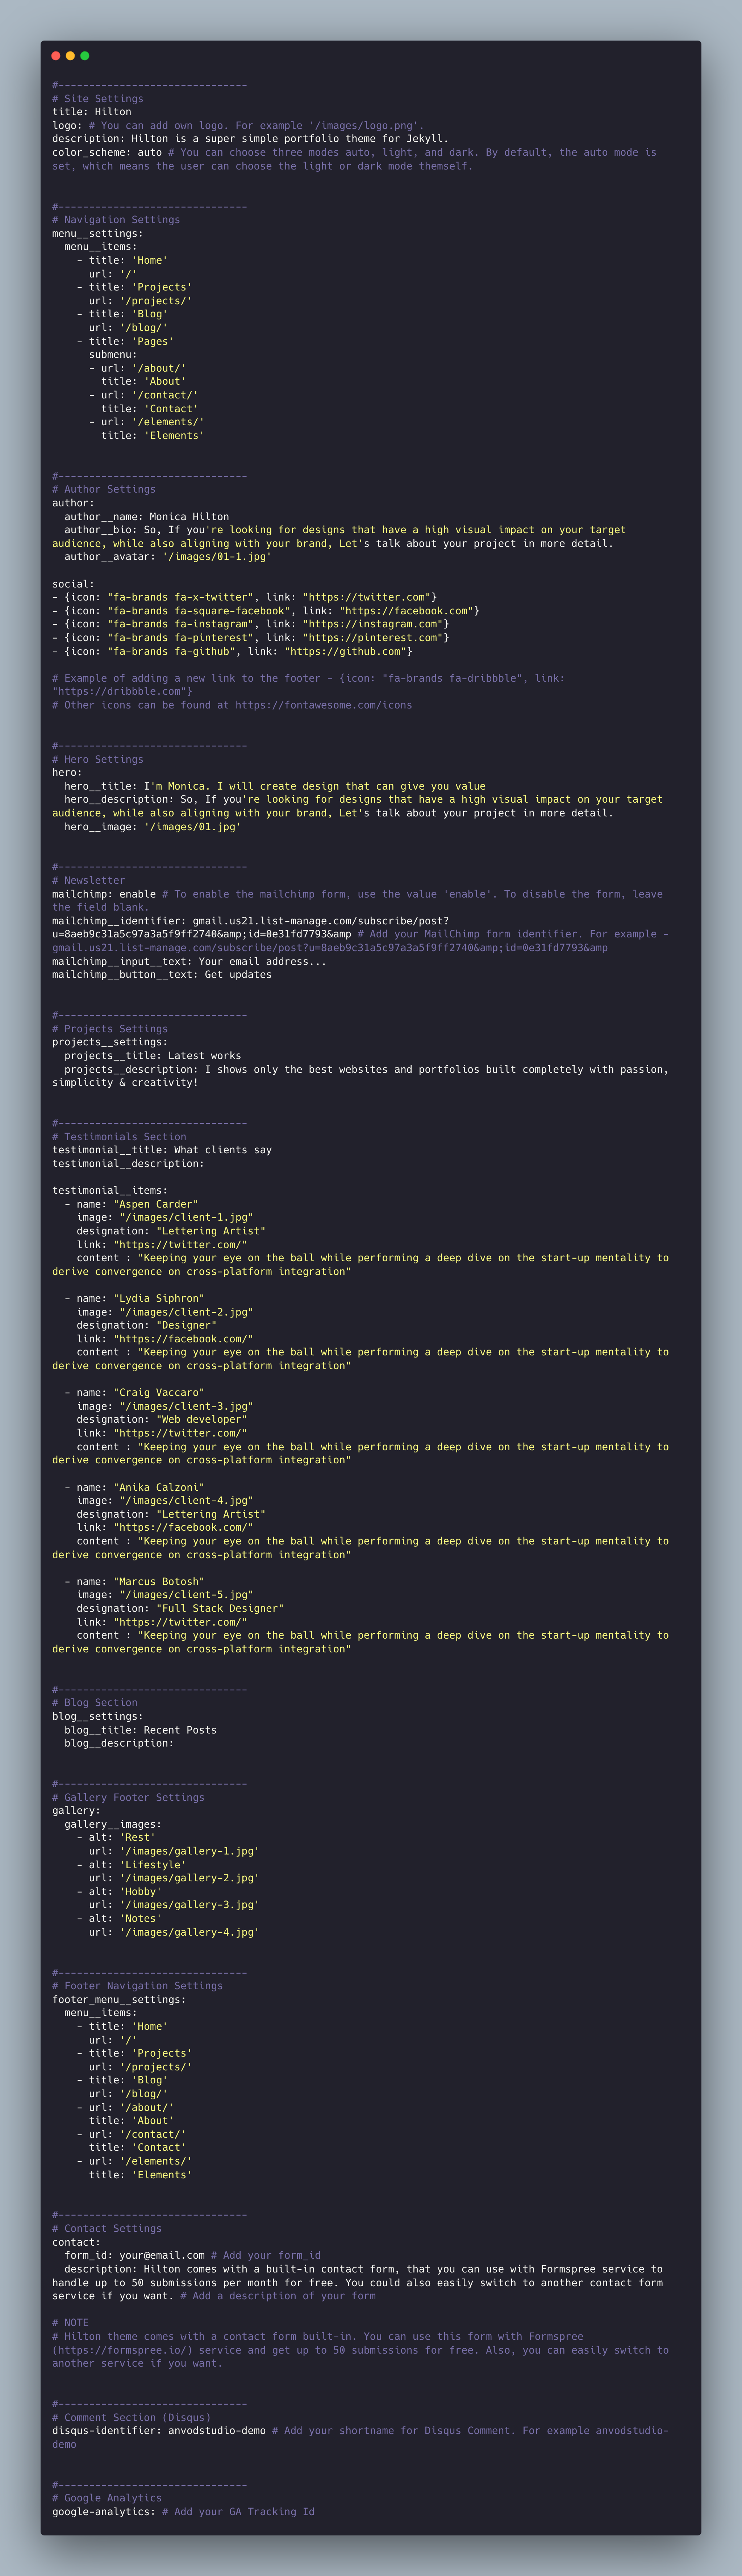 #-------------------------------
# Site Settings
title: Hilton
logo: # You can add own logo. For example '/images/logo.png'.
description: Hilton is a super simple portfolio theme for Jekyll.
color_scheme: auto # You can choose three modes auto, light, and dark. By default, the auto mode is
set, which means the user can choose the light or dark mode themself.
#-------------------------------
# Navigation Settings
menu__settings:
  menu__items:
    - title: 'Home'
      url: '/'
    - title: 'Projects'
      url: '/projects/'
    - title: 'Blog'
      url: '/blog/'
    - title: 'Pages'
      submenu:
      - url: '/about/'
        title: 'About'
      - url: '/contact/'
        title: 'Contact'
      - url: '/elements/'
        title: 'Elements'
#-------------------------------
# Author Settings
author:
  author__name: Monica Hilton
  author__bio: So, If you're looking for designs that have a high visual impact on your target
audience, while also aligning with your brand, Let's talk about your project in more detail.
  author__avatar: '/images/01-1.jpg'
social:
- {icon: "fa-brands fa-x-twitter", link: "https://twitter.com"}
- {icon: "fa-brands fa-square-facebook", link: "https://facebook.com"}
- {icon: "fa-brands fa-instagram", link: "https://instagram.com"}
- {icon: "fa-brands fa-pinterest", link: "https://pinterest.com"}
- {icon: "fa-brands fa-github", link: "https://github.com"}
# Example of adding a new link to the footer - {icon: "fa-brands fa-dribbble", link:
"https://dribbble.com"}
# Other icons can be found at https://fontawesome.com/icons
#-------------------------------
# Hero Settings
hero:
  hero__title: I'm Monica. I will create design that can give you value
  hero__description: So, If you're looking for designs that have a high visual impact on your target
audience, while also aligning with your brand, Let's talk about your project in more detail.
  hero__image: '/images/01.jpg'
#-------------------------------
# Newsletter
mailchimp: enable # To enable the mailchimp form, use the value 'enable'. To disable the form, leave
the field blank.
mailchimp__identifier: gmail.us21.list-manage.com/subscribe/post?
u=8aeb9c31a5c97a3a5f9ff2740&amp;id=0e31fd7793&amp # Add your MailChimp form identifier. For example -
gmail.us21.list-manage.com/subscribe/post?u=8aeb9c31a5c97a3a5f9ff2740&amp;id=0e31fd7793&amp
mailchimp__input__text: Your email address...
mailchimp__button__text: Get updates
#-------------------------------
# Projects Settings
projects__settings:
  projects__title: Latest works
  projects__description: I shows only the best websites and portfolios built completely with passion,
simplicity & creativity!
#-------------------------------
# Testimonials Section
testimonial__title: What clients say
testimonial__description:
testimonial__items:
  - name: "Aspen Carder"
    image: "/images/client-1.jpg"
    designation: "Lettering Artist"
    link: "https://twitter.com/"
    content : "Keeping your eye on the ball while performing a deep dive on the start-up mentality to
derive convergence on cross-platform integration"
  - name: "Lydia Siphron"
    image: "/images/client-2.jpg"
    designation: "Designer"
    link: "https://facebook.com/"
    content : "Keeping your eye on the ball while performing a deep dive on the start-up mentality to
derive convergence on cross-platform integration"
  - name: "Craig Vaccaro"
    image: "/images/client-3.jpg"
    designation: "Web developer"
    link: "https://twitter.com/"
    content : "Keeping your eye on the ball while performing a deep dive on the start-up mentality to
derive convergence on cross-platform integration"
  - name: "Anika Calzoni"
    image: "/images/client-4.jpg"
    designation: "Lettering Artist"
    link: "https://facebook.com/"
    content : "Keeping your eye on the ball while performing a deep dive on the start-up mentality to
derive convergence on cross-platform integration"
  - name: "Marcus Botosh"
    image: "/images/client-5.jpg"
    designation: "Full Stack Designer"
    link: "https://twitter.com/"
    content : "Keeping your eye on the ball while performing a deep dive on the start-up mentality to
derive convergence on cross-platform integration"
#-------------------------------
# Blog Section
blog__settings:
  blog__title: Recent Posts
  blog__description:
#-------------------------------
# Gallery Footer Settings
gallery:
  gallery__images:
    - alt: 'Rest'
      url: '/images/gallery-1.jpg'
    - alt: 'Lifestyle'
      url: '/images/gallery-2.jpg'
    - alt: 'Hobby'
      url: '/images/gallery-3.jpg'
    - alt: 'Notes'
      url: '/images/gallery-4.jpg'
#-------------------------------
# Footer Navigation Settings
footer_menu__settings:
  menu__items:
    - title: 'Home'
      url: '/'
    - title: 'Projects'
      url: '/projects/'
    - title: 'Blog'
      url: '/blog/'
    - url: '/about/'
      title: 'About'
    - url: '/contact/'
      title: 'Contact'
    - url: '/elements/'
      title: 'Elements'
#-------------------------------
# Contact Settings
contact:
  form_id: your@email.com # Add your form_id
  description: Hilton comes with a built-in contact form, that you can use with Formspree service to
handle up to 50 submissions per month for free. You could also easily switch to another contact form
service if you want. # Add a description of your form
# NOTE
# Hilton theme comes with a contact form built-in. You can use this form with Formspree
(https://formspree.io/) service and get up to 50 submissions for free. Also, you can easily switch to
another service if you want.
#-------------------------------
# Comment Section (Disqus)
disqus-identifier: anvodstudio-demo # Add your shortname for Disqus Comment. For example anvodstudio-
demo
#-------------------------------
# Google Analytics
google-analytics: # Add your GA Tracking Id